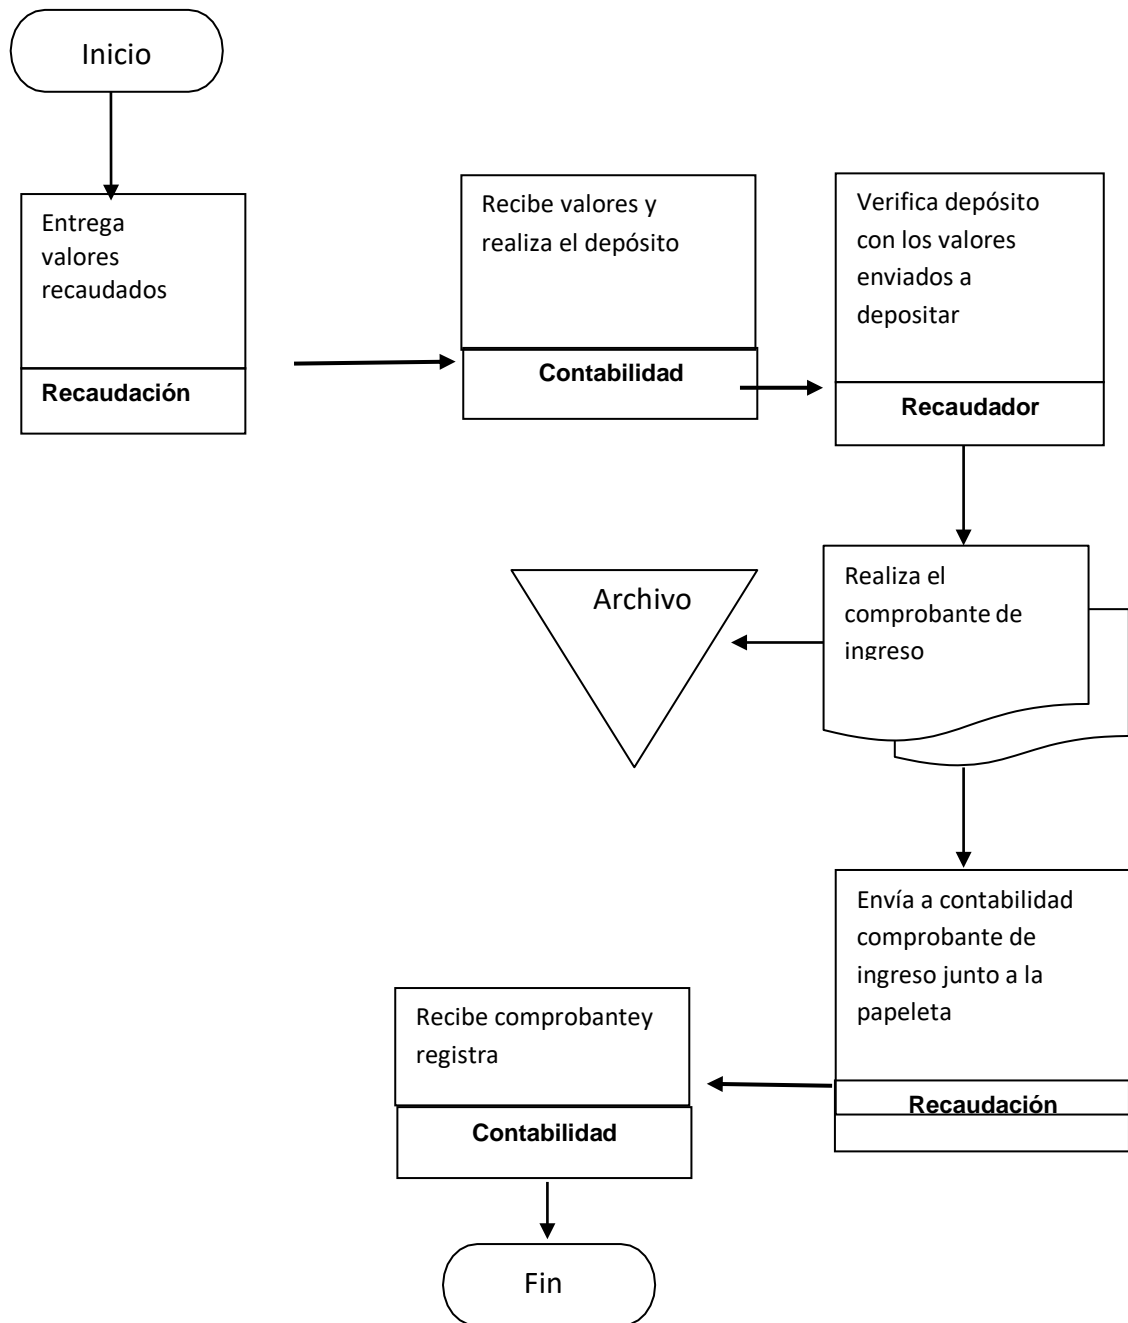 Inicio
Entrega
valores
recaudados
Recaudación
Recibe valores y
realiza el depósito
Contabilidad
Verifica depósito
con los valores
enviados a
depositar
Recaudador
Realiza el
comprobante de
ingreso
Archivo
Envía a contabilidad
comprobante de
ingreso junto a la
papeleta
Recaudación
Recibe comprobantey
registra
Contabilidad
Fin